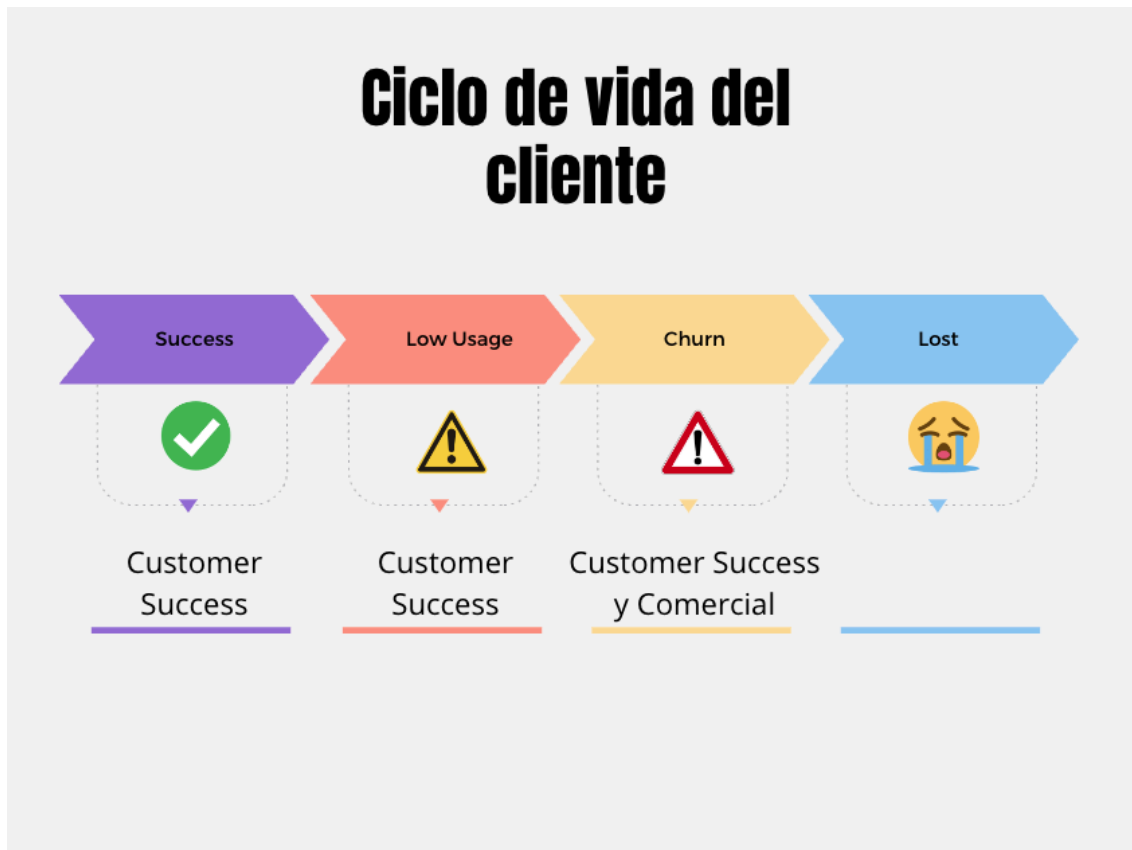 Ciclo de vida del
cliente
Success
Low Usage
Churn
Lost
Customer
Success
Customer
Success
Customer Success
y Comercial